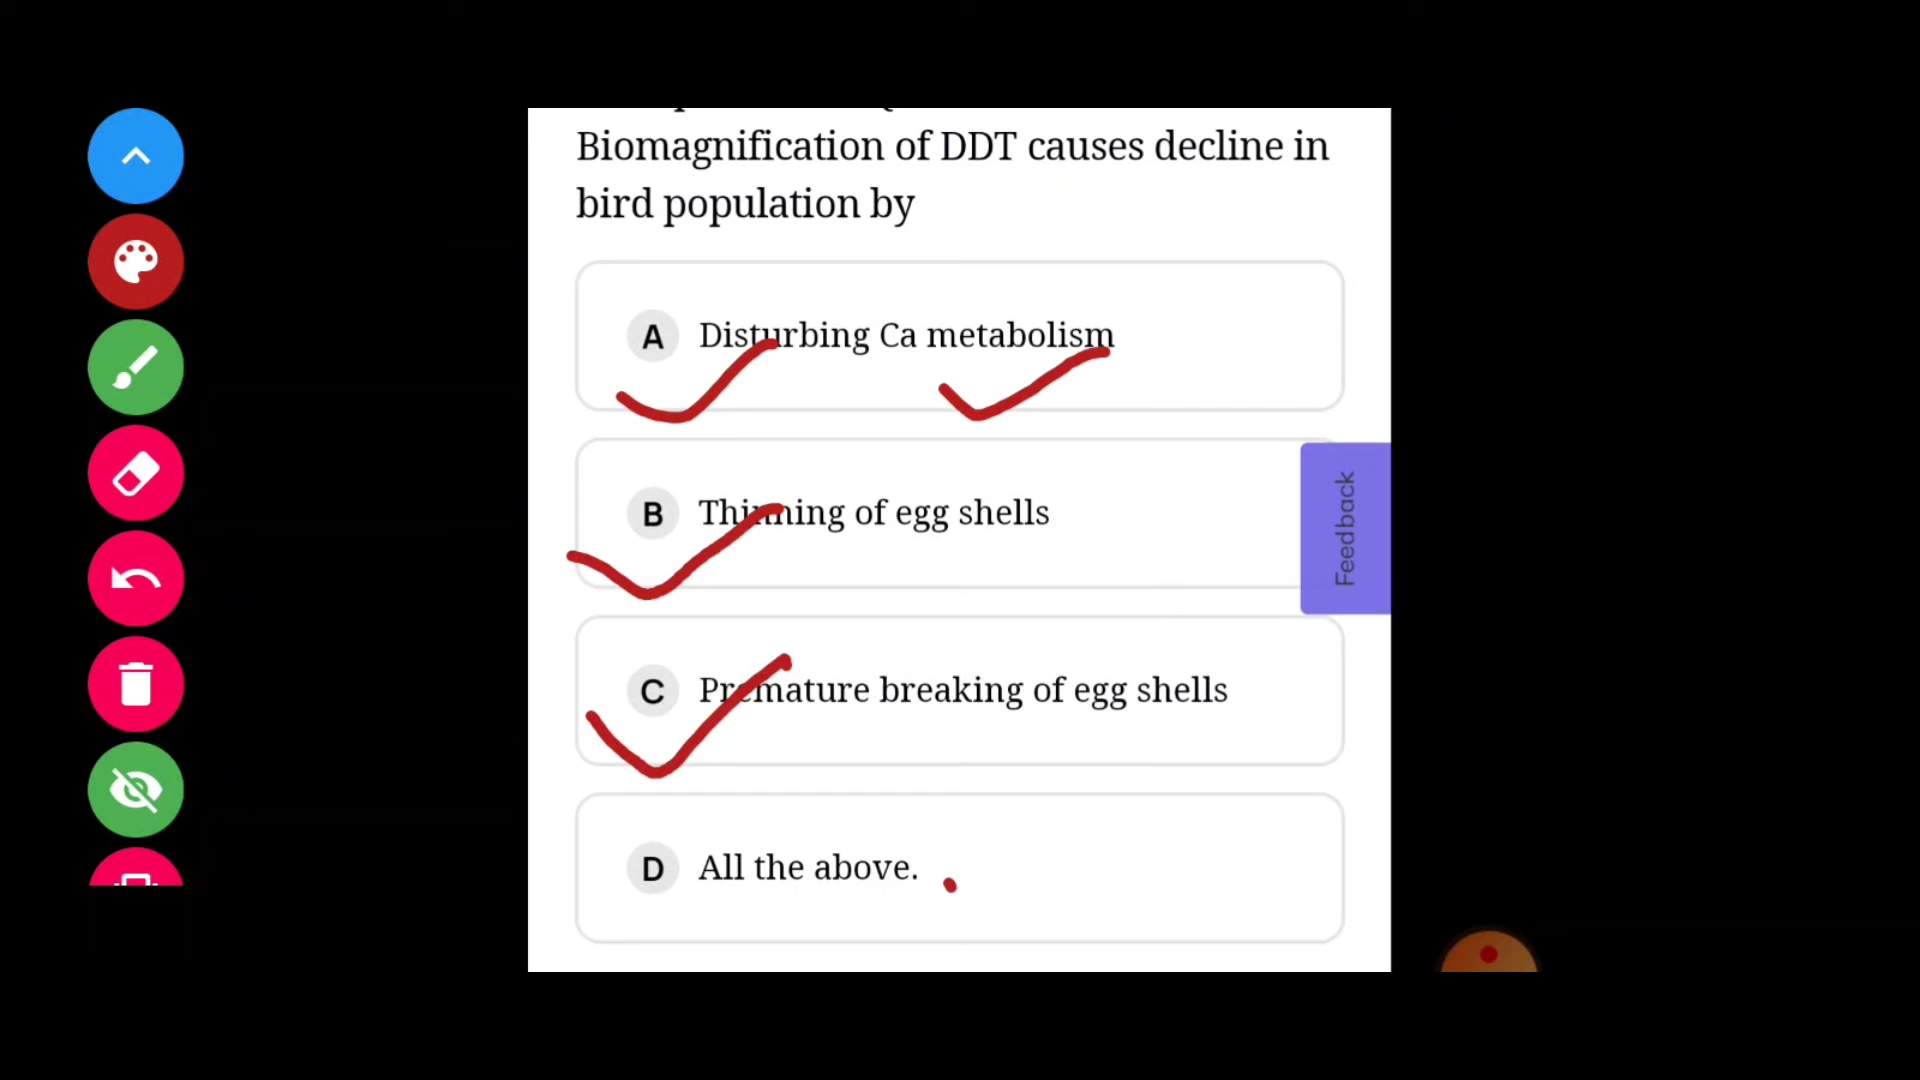 Biomagnification of DDT causes decline in
bird population by
A Disturbing Ca metabolism
B Thinning of egg shells
Feedback
C Premature breaking of egg shells
D All the above.